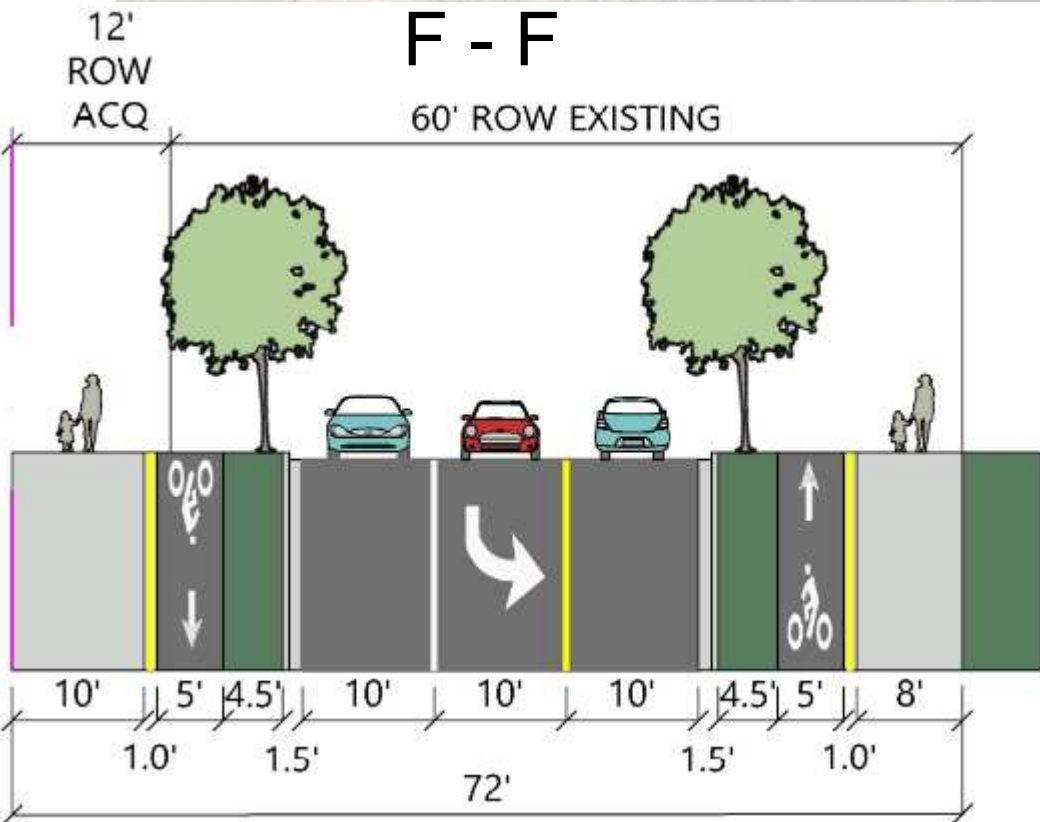 F - F
12'
ROW
ACQ
60' ROW EXISTING
10' 5' 4.5' 10' 10' 10' 4.5' 5' 8'
1.0' 1.5' 1.5' 1.0'
72'